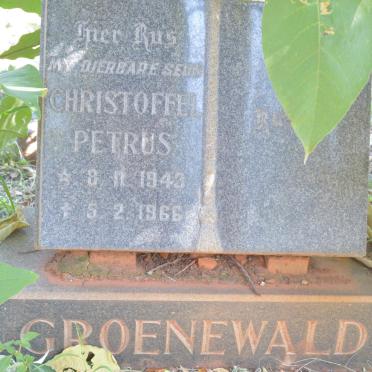 Hier Rus
MY DIERBARE SEUN
CHRISTOFFEL
PETRUS
* 8. 11. 1943
† 5. 2. 1966
GROENEWALD